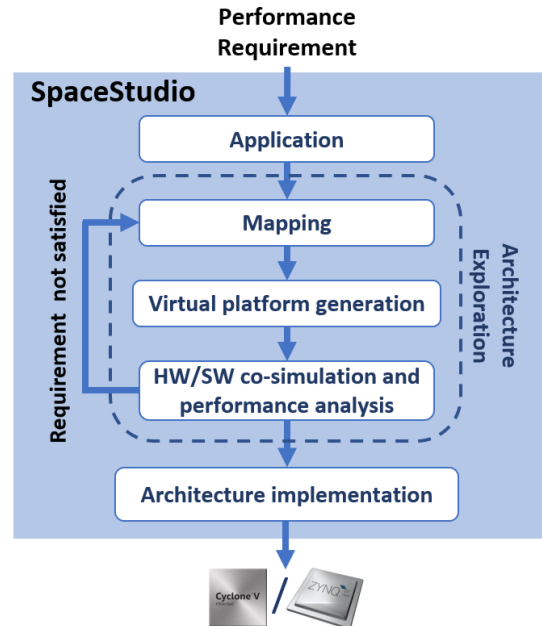 Performance
Requirement
SpaceStudio
Application
Mapping
Requirement not satisfied
Architecture
Exploration
Virtual platform generation
HW/SW co-simulation and
performance analysis
Architecture implementation
Cyclone V
/
ZYNQ